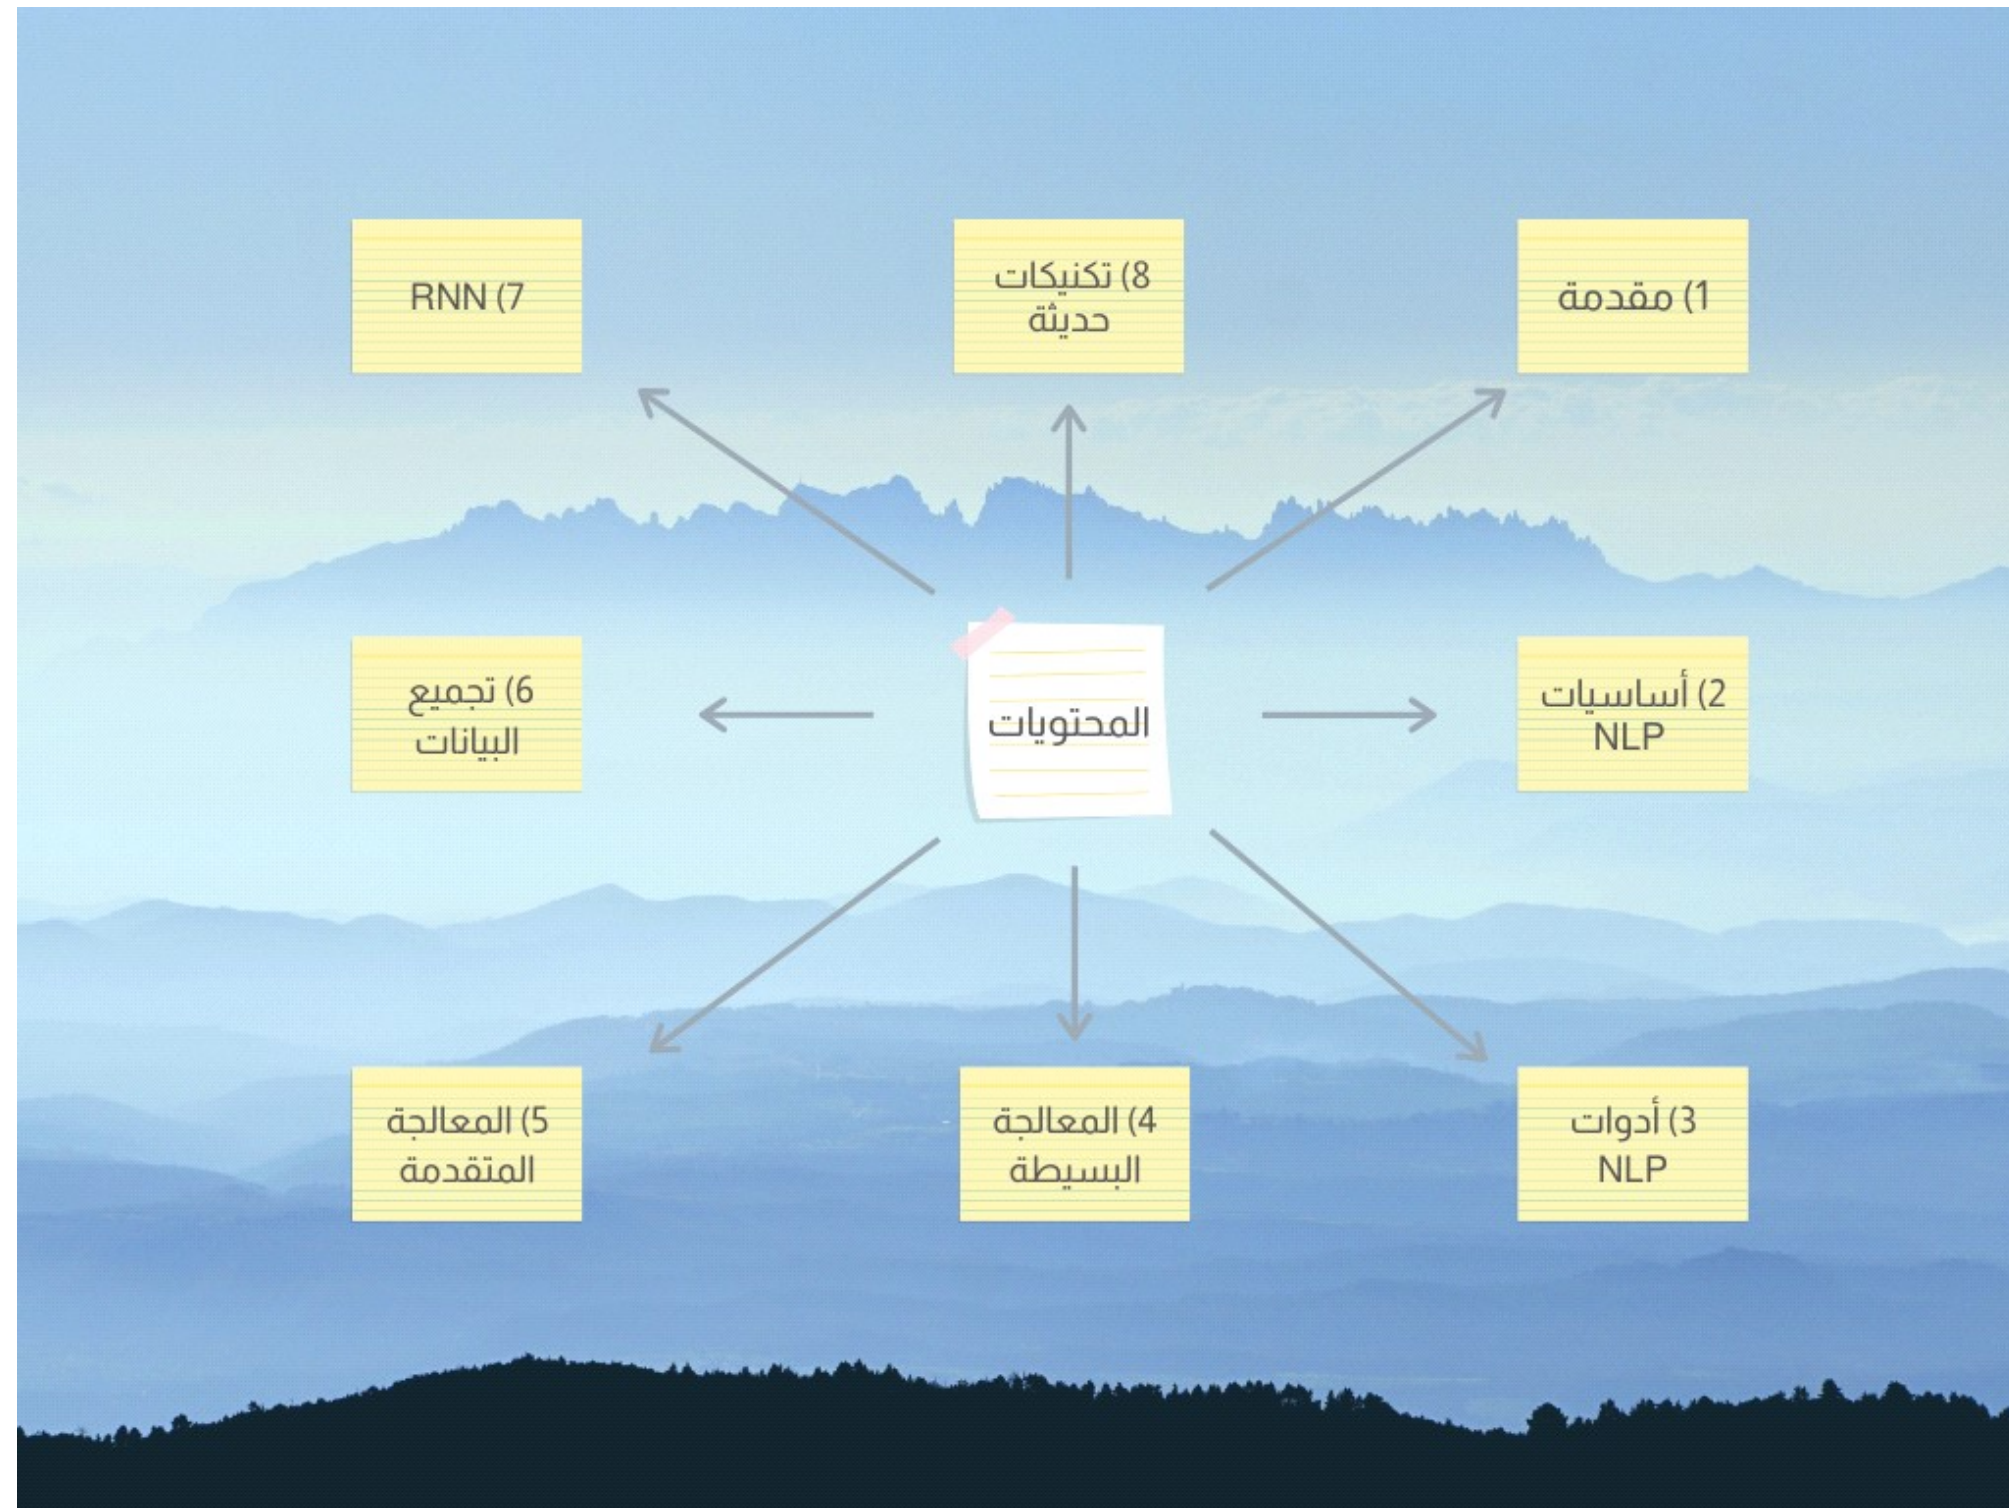 المحتويات
1) مقدمة
2) أساسيات
NLP
3) أدوات
NLP
4) المعالجة
البسيطة
5) المعالجة
المتقدمة
6) تجميع
البيانات
7) RNN
8) تكنيكات
حديثة